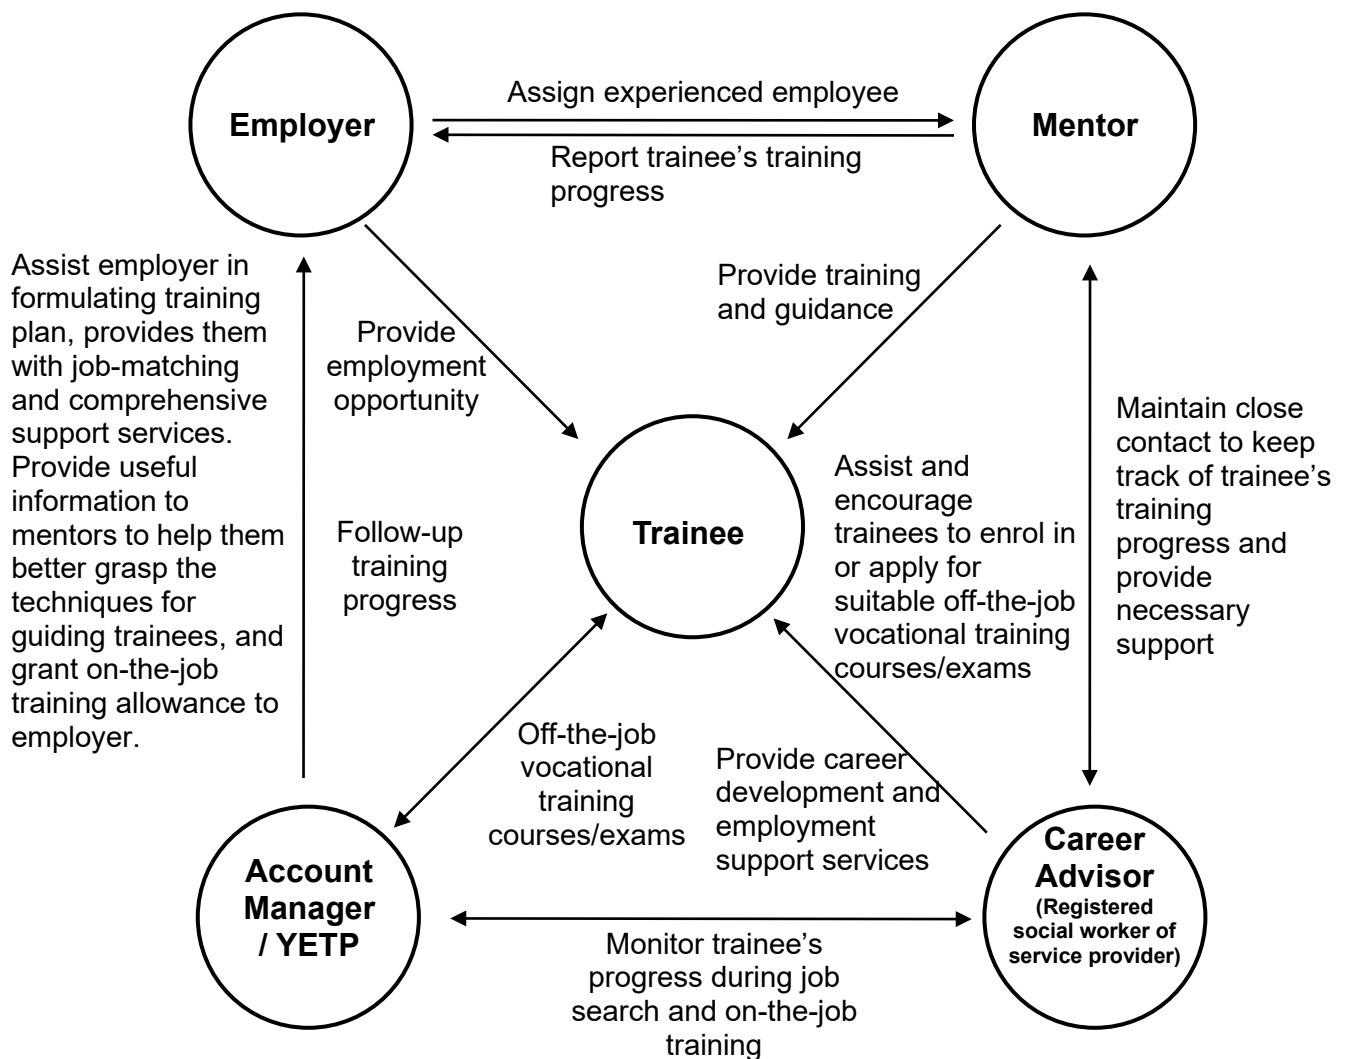 Employer
Assign experienced employee
Report trainee’s training
progress
Mentor
Assist employer in
formulating training
plan, provides them
with job-matching
and comprehensive
support services.
Provide useful
information to
mentors to help them
better grasp the
techniques for
guiding trainees, and
grant on-the-job
training allowance to
employer.
Provide
employment
opportunity
Provide training
and guidance
Follow-up
training
progress
Trainee
Assist and
encourage
trainees to enrol in
or apply for
suitable off-the-job
vocational training
courses/exams
Maintain close
contact to keep
track of trainee’s
training
progress and
provide
necessary
support
Off-the-job
vocational
training
courses/exams
Provide career
development and
employment
support services
Account
Manager
/ YETP
Monitor trainee’s
progress during job
search and on-the-job
training
Career
Advisor
(Registered
social worker of
service provider)